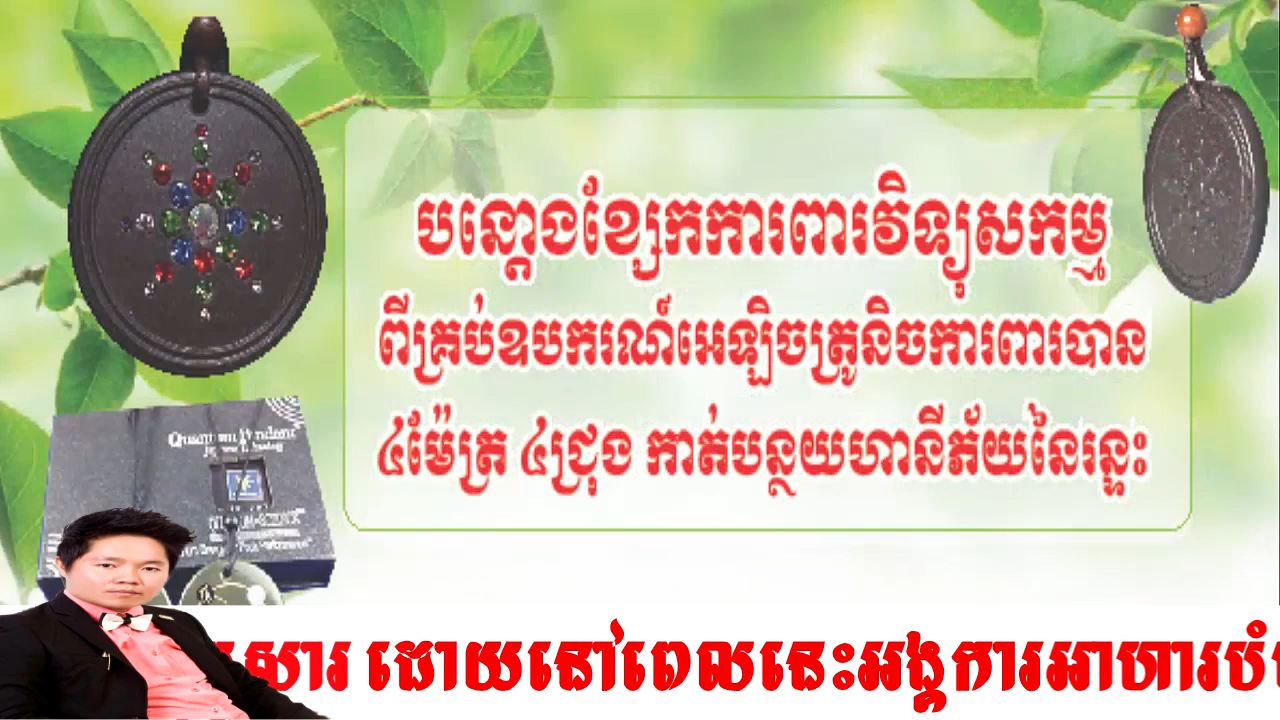 បន្តោងខ្សែកការពារវិទ្យុសកម្ម
ពីគ្រប់ឧបករណ៍អេឡិចត្រូនិចការពារបាន
៤ម៉ែត្រ ៤ជ្រុង កាត់បន្ថយហានីភ័យនៃរន្ទះ
Quantum Pendant
សារ ដោយនៅពេលនេះអង្គការអាហារបំ